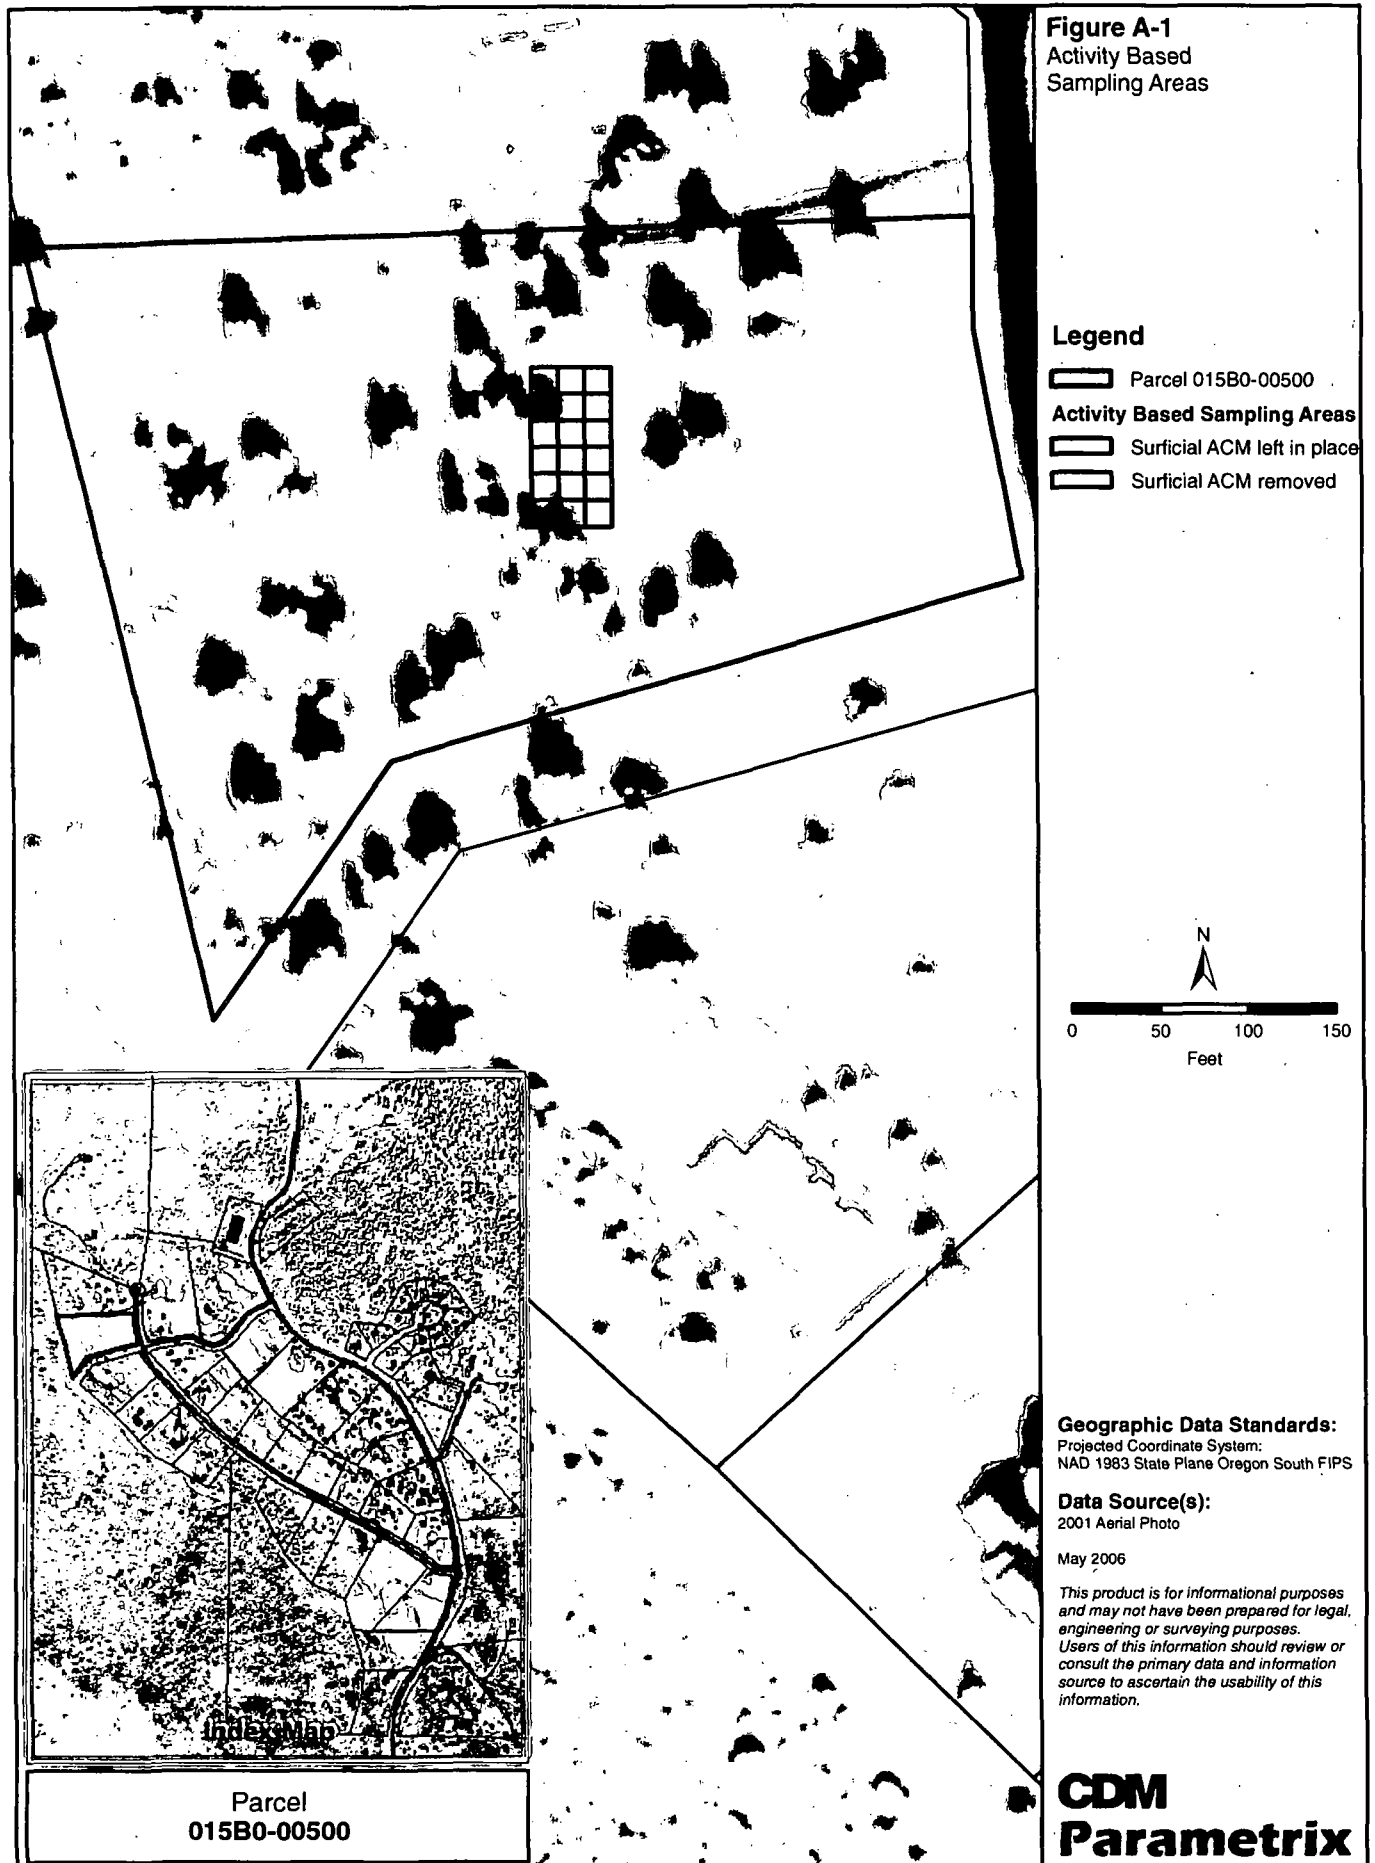 Figure A-1
Activity Based
Sampling Areas
Legend
Parcel 015B0-00500
Activity Based Sampling Areas
Surficial ACM left in place
Surficial ACM removed
N
0 50 100 150
Feet
Geographic Data Standards:
Projected Coordinate System:
NAD 1983 State Plane Oregon South FIPS
Data Source(s):
2001 Aerial Photo
May 2006
This product is for informational purposes
and may not have been prepared for legal,
engineering or surveying purposes.
Users of this information should review or
consult the primary data and information
source to ascertain the usability of this
information.
Index Map
Parcel
015B0-00500
CDM
Parametrix